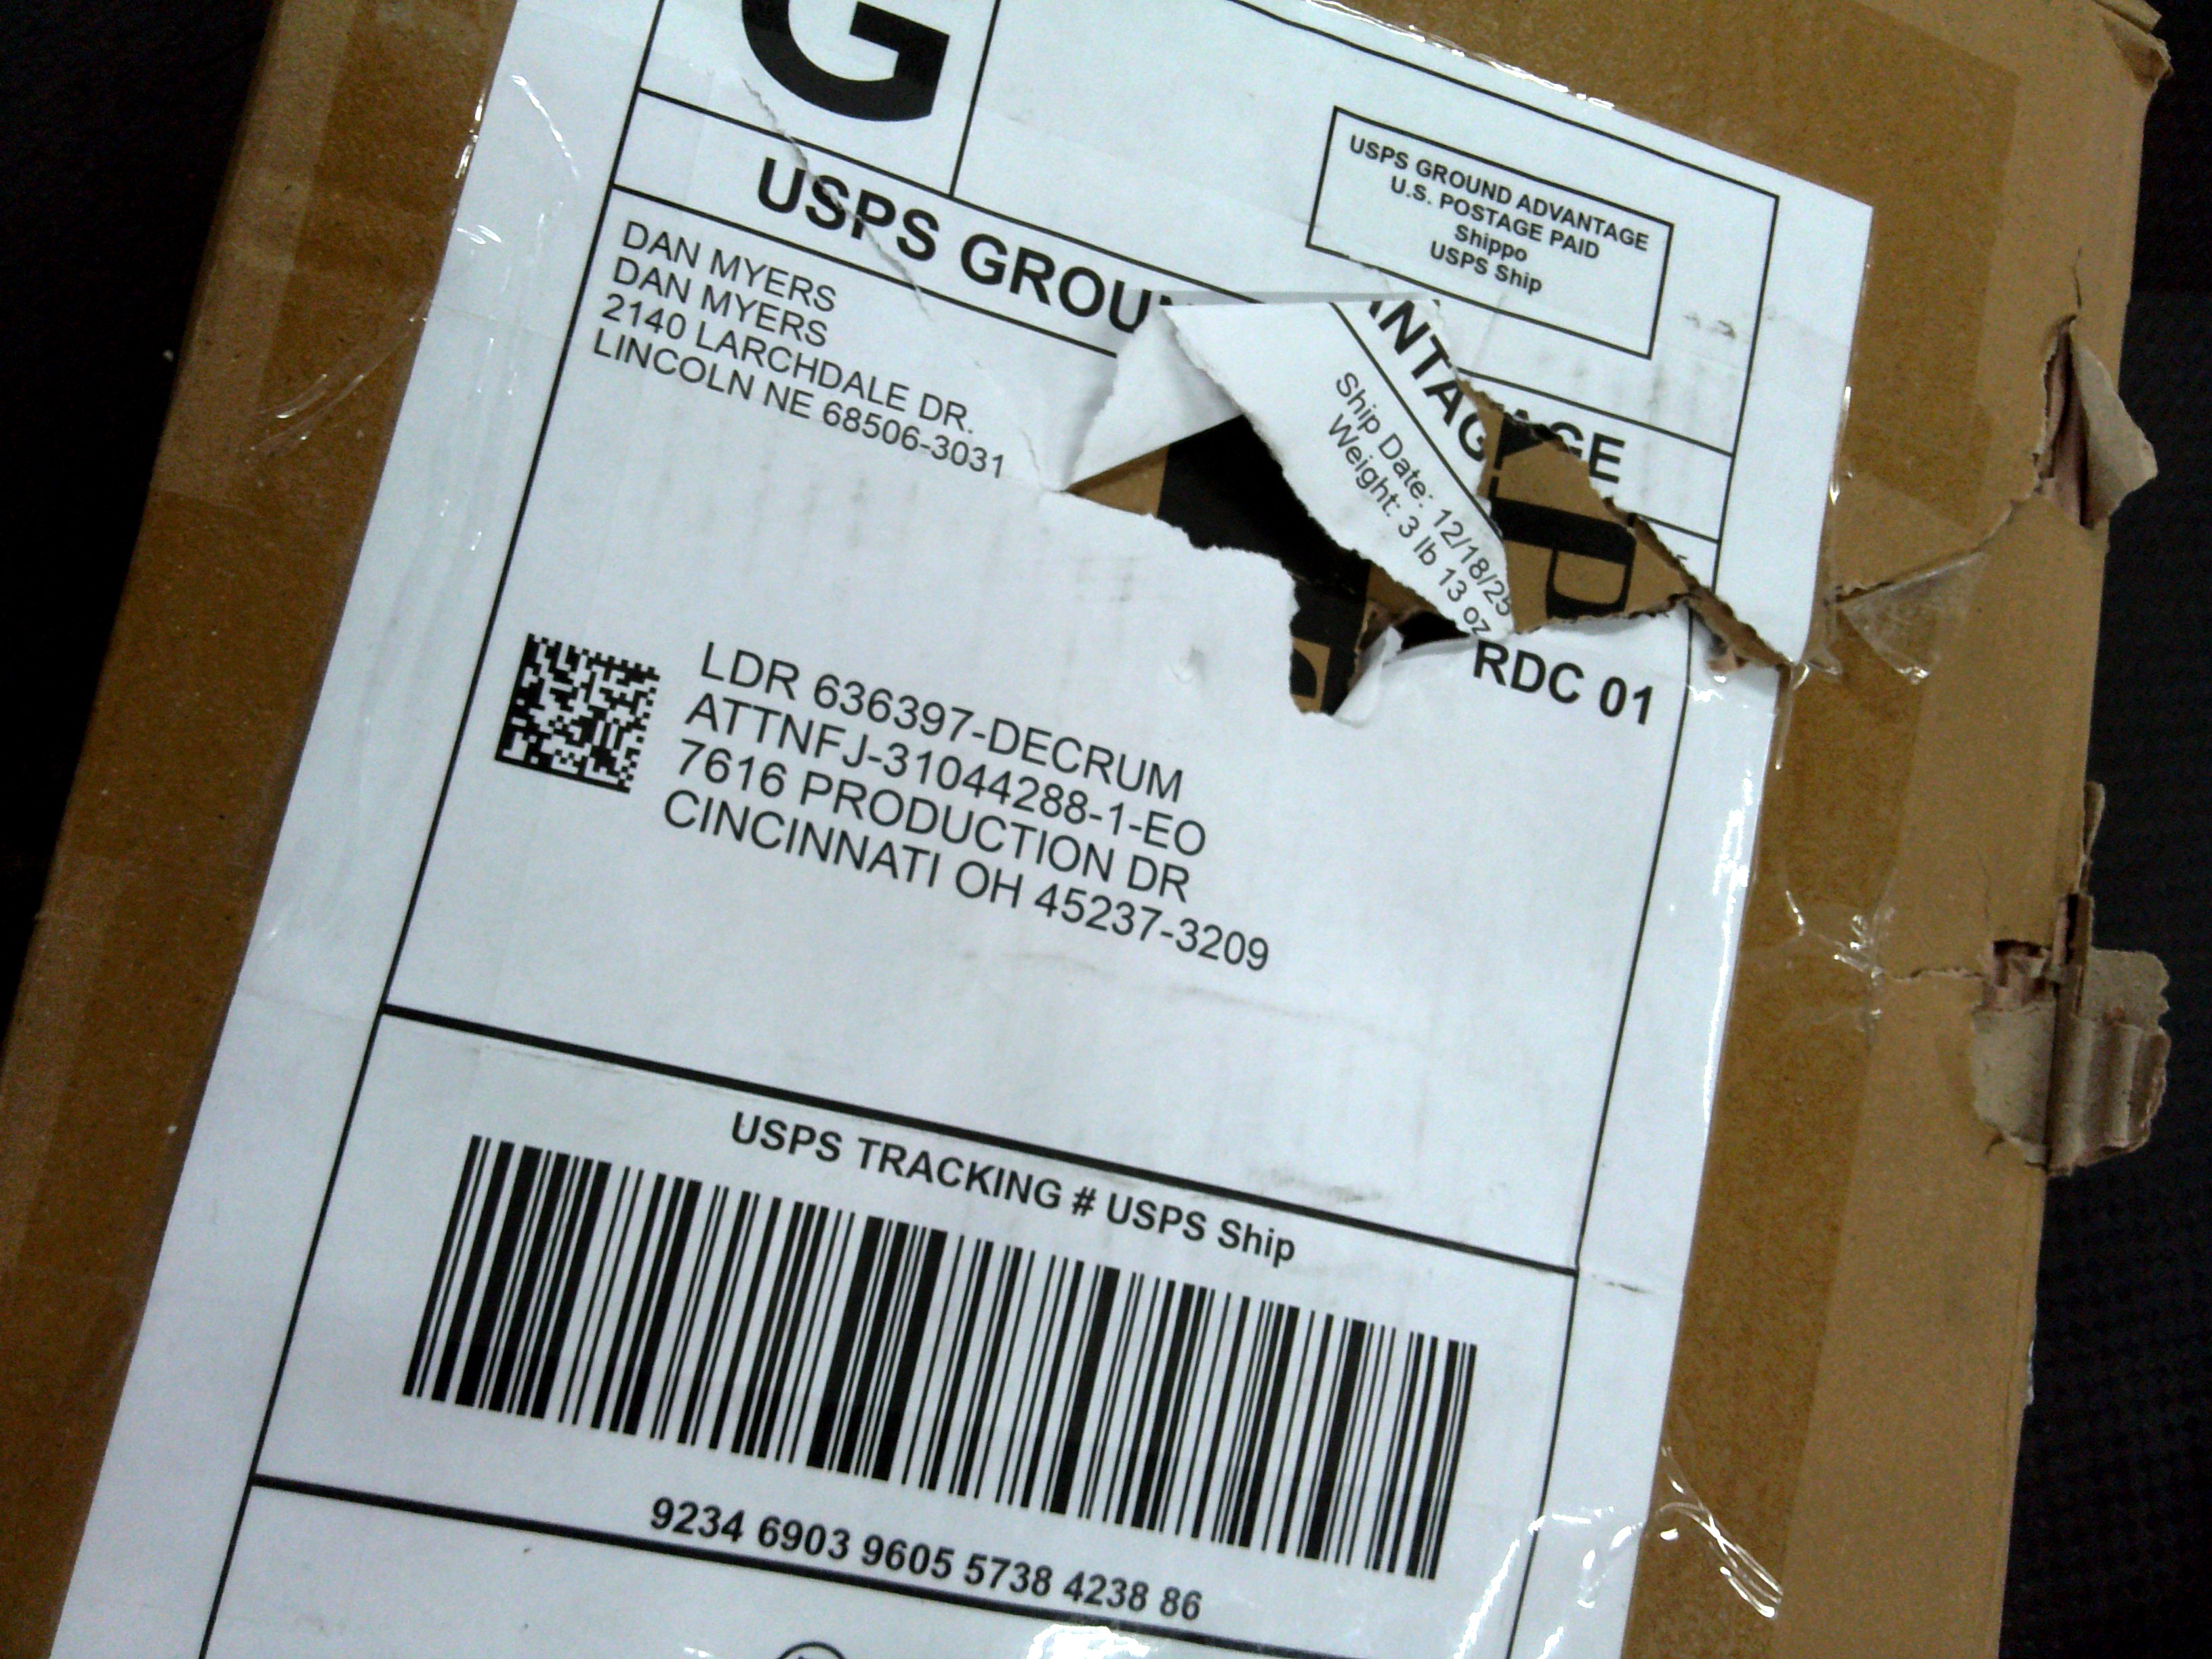 G
USPS GROUND ADVANTAGE
U.S. POSTAGE PAID
Shippo
USPS Ship
USPS GROU
ANTAG
GE
DAN MYERS
DAN MYERS
2140 LARCHDALE DR.
LINCOLN NE 68506-3031
Ship Date: 12/18/25
Weight: 3 lb 13 oz
RDC 01
LDR 636397-DECRUM
ATTNFJ-31044288-1-EO
7616 PRODUCTION DR
CINCINNATI OH 45237-3209
USPS TRACKING # USPS Ship
9234 6903 9605 5738 4238 86